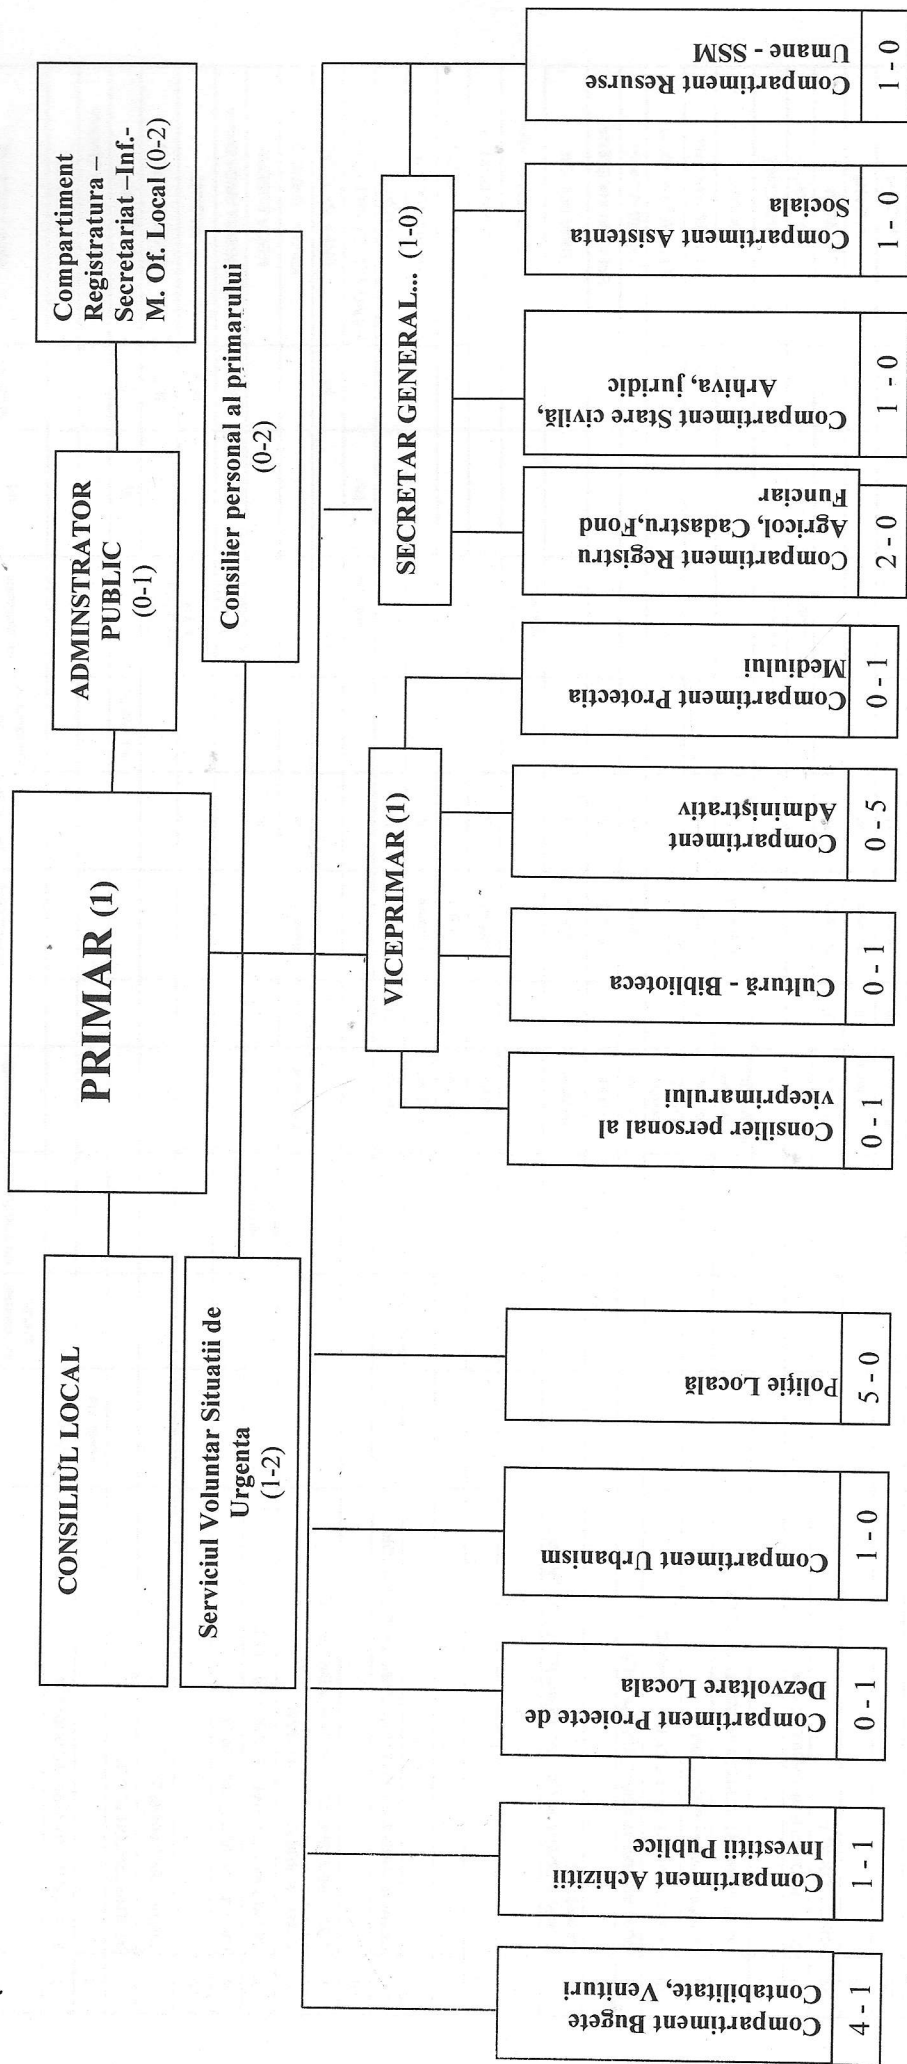 CONSILIUL LOCAL
PRIMAR (1)
ADMINSTRATOR
PUBLIC
(0-1)
Compartiment
Registratura –
Secretariat –Inf.-
M. Of. Local (0-2)
Serviciul Voluntar Situatii de
Urgenta
(1-2)
Consilier personal al primarului
(0-2)
VICEPRIMAR (1)
SECRETAR GENERAL... (1-0)
Compartiment Bugete
Contabilitate, Venituri
4 - 1
Compartiment Achizitii
Investitii Publice
1 - 1
Compartiment Proiecte de
Dezvoltare Locala
0 - 1
Compartiment Urbanism
1 - 0
Poliție Locală
5 - 0
Consilier personal al
viceprimarului
0 - 1
Cultură - Biblioteca
0 - 1
Compartiment
Administrativ
0 - 5
Compartiment Protectia
Mediului
0 - 1
Compartiment Registru
Agricol, Cadastru,Fond
Funciar
2 - 0
Compartiment Stare civilă,
Arhiva, juridic
1 - 0
Compartiment Asistenta
Sociala
1 - 0
Compartiment Resurse
Umane - SSM
1 - 0